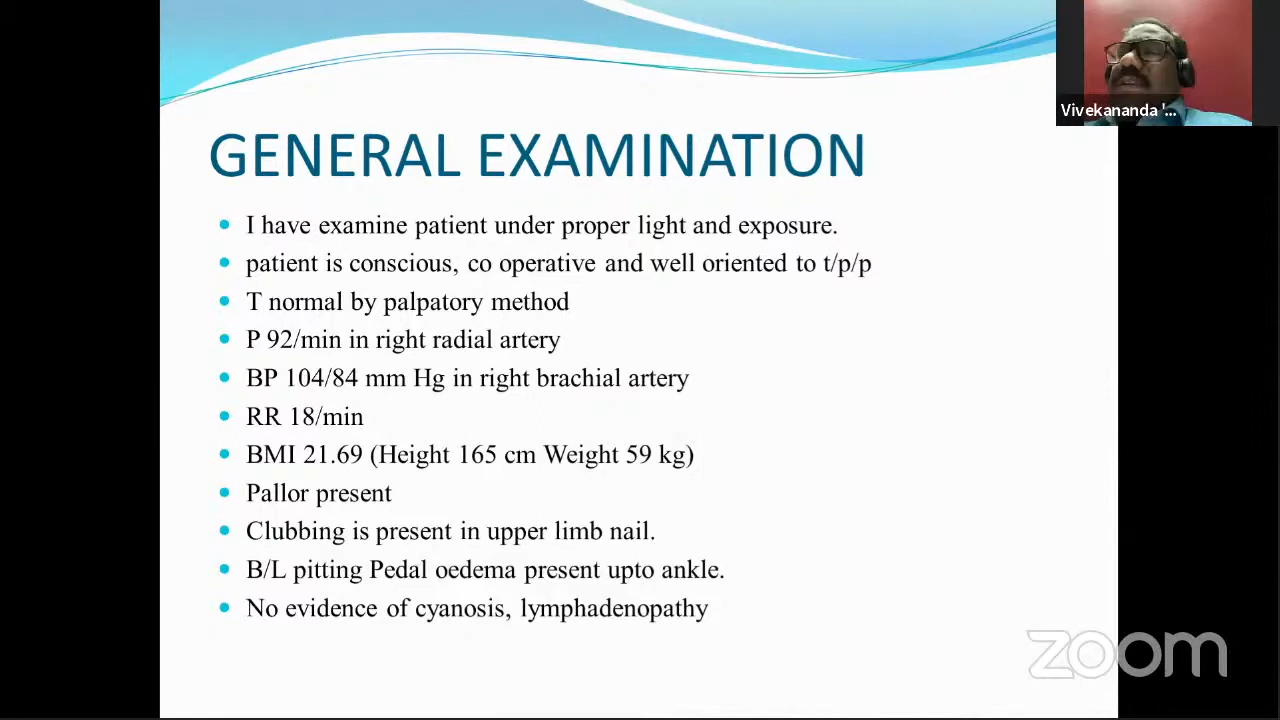 Vivekananda '...
GENERAL EXAMINATION
I have examine patient under proper light and exposure.
patient is conscious, co operative and well oriented to t/p/p
T normal by palpatory method
P 92/min in right radial artery
BP 104/84 mm Hg in right brachial artery
RR 18/min
BMI 21.69 (Height 165 cm Weight 59 kg)
Pallor present
Clubbing is present in upper limb nail.
B/L pitting Pedal oedema present upto ankle.
No evidence of cyanosis, lymphadenopathy
zoom